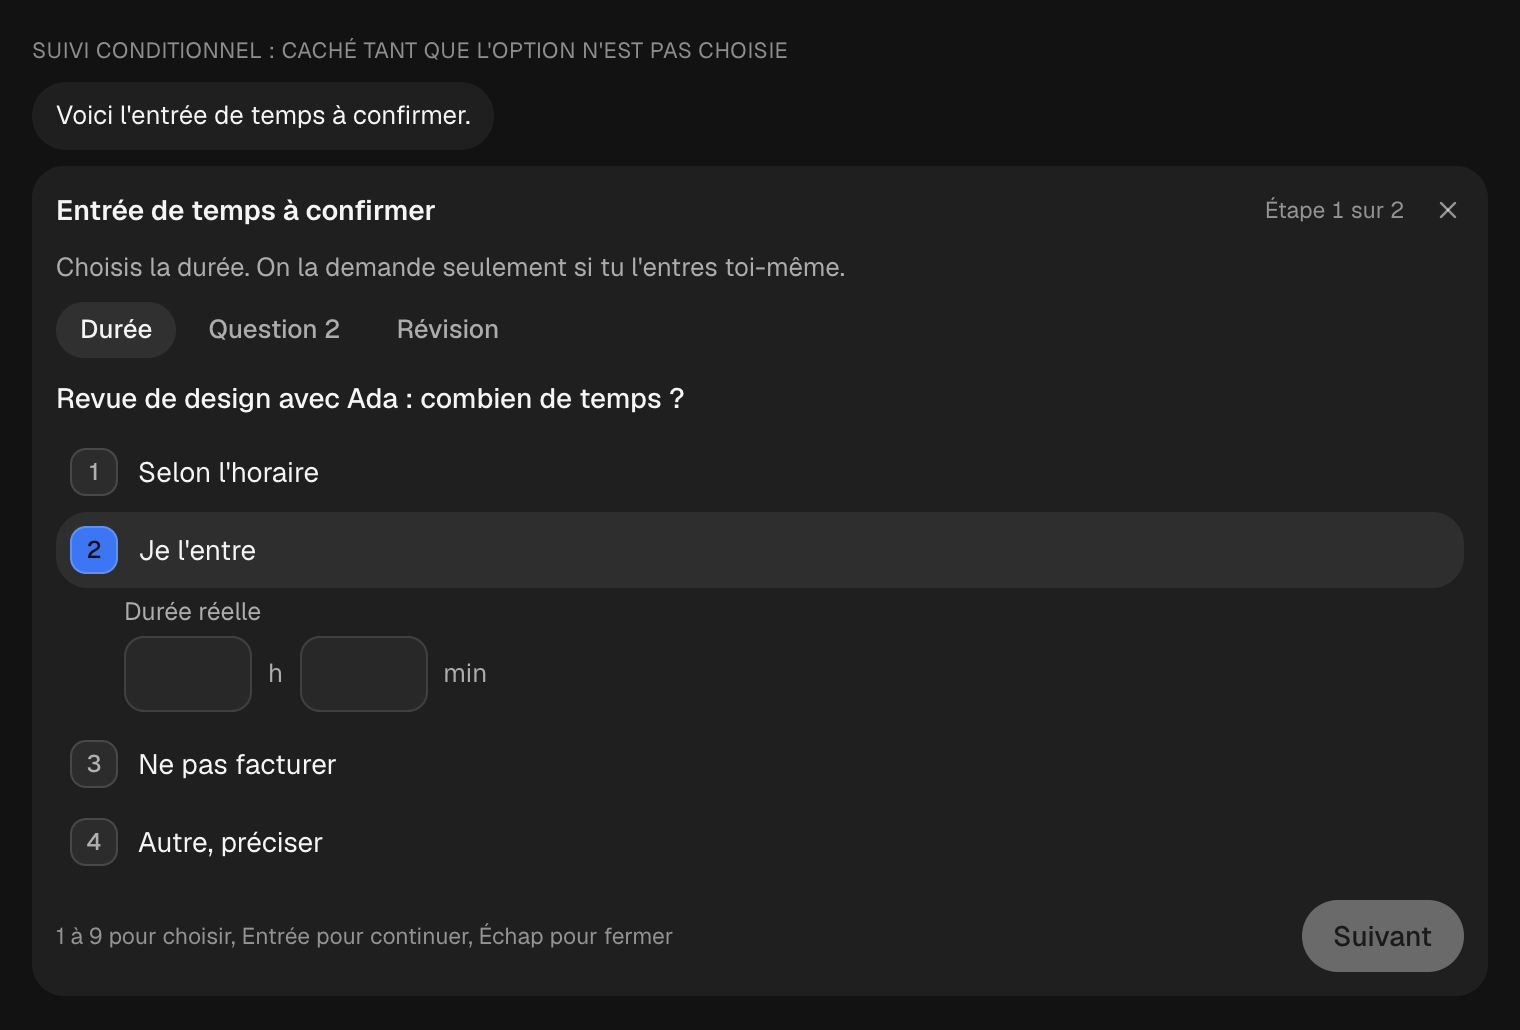 SUIVI CONDITIONNEL : CACHÉ TANT QUE L'OPTION N'EST PAS CHOISIE
Voici l'entrée de temps à confirmer.
Entrée de temps à confirmer
Étape 1 sur 2
Choisis la durée. On la demande seulement si tu l'entres toi-même.
Durée
Question 2
Révision
Revue de design avec Ada : combien de temps ?
1 Selon l'horaire
2 Je l'entre
Durée réelle
h
min
3 Ne pas facturer
4 Autre, préciser
1 à 9 pour choisir, Entrée pour continuer, Échap pour fermer
Suivant